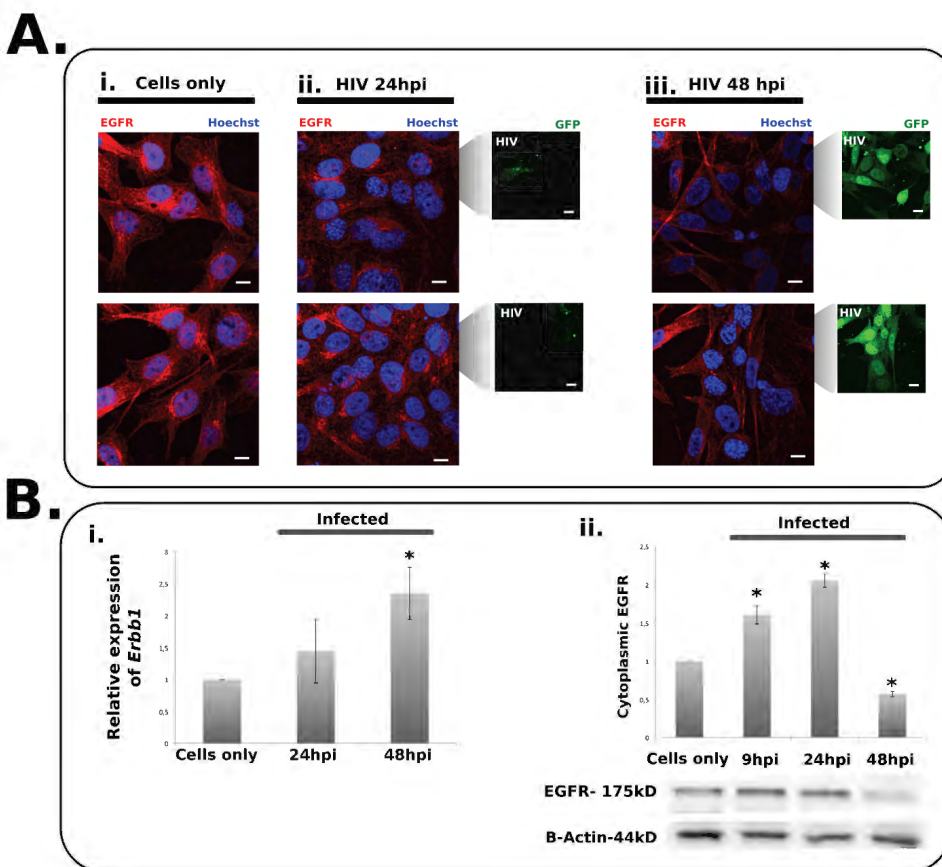 A.
i. Cells only
ii. HIV 24hpi
iii. HIV 48 hpi
EGFR Hoechst
EGFR Hoechst
GFP
EGFR Hoechst
GFP
HIV
HIV
HIV
HIV
B.
i.
Infected
Relative expression
of Erbb1
3
2,5
2
1,5
1
0,5
0
*
Cells only 24hpi 48hpi
ii.
Infected
Cytoplasmic EGFR
2,5
2
1,5
1
0,5
0
*
*
*
Cells only 9hpi 24hpi 48hpi
EGFR- 175kD
B-Actin-44kD